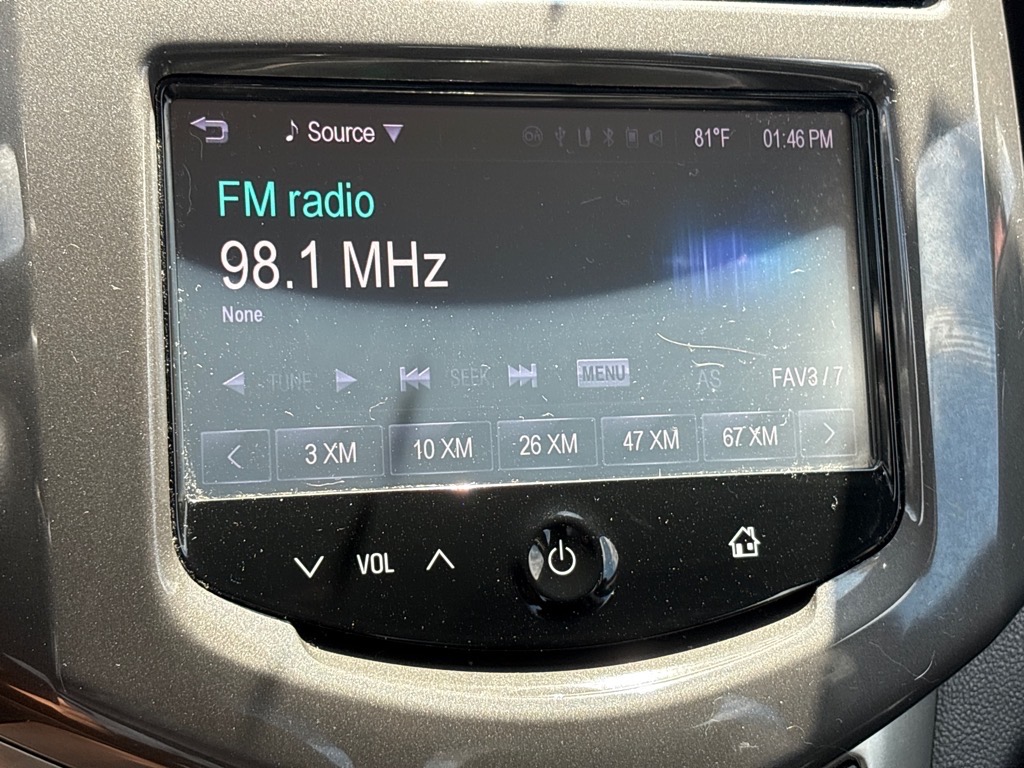 Source 81°F 01:46 PM
FM radio
98.1 MHz
None
TUNE SEEK MENU AS FAV3 / 7
3 XM 10 XM 26 XM 47 XM 67 XM
VOL